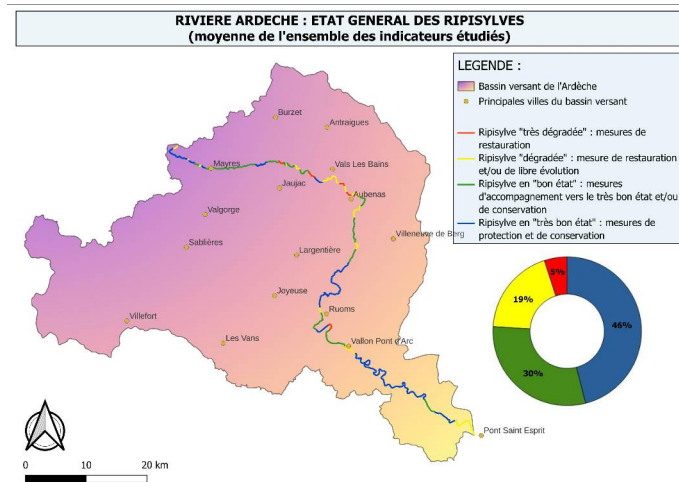 RIVIERE ARDECHE : ETAT GENERAL DES RIPISYLVES
(moyenne de l'ensemble des indicateurs étudiés)
LEGENDE :
Bassin versant de l'Ardèche
Principales villes du bassin versant
Ripisylve "très dégradée" : mesures de
restauration
Ripisylve "dégradée" : mesure de restauration
et/ou de libre évolution
Ripisylve en "bon état" : mesures
d'accompagnement vers le très bon état et/ou
de conservation
Ripisylve en "très bon état" : mesures de
protection et de conservation
Burzet
Antraigues
Mayres
Vals Les Bains
Jaujac
Aubenas
Valgorge
Villeneuve de Berg
Sablières
Largentière
Joyeuse
Ruoms
Villefort
Les Vans
Vallon Pont d'Arc
Pont Saint Esprit
5%
19%
46%
30%
0 10 20 km